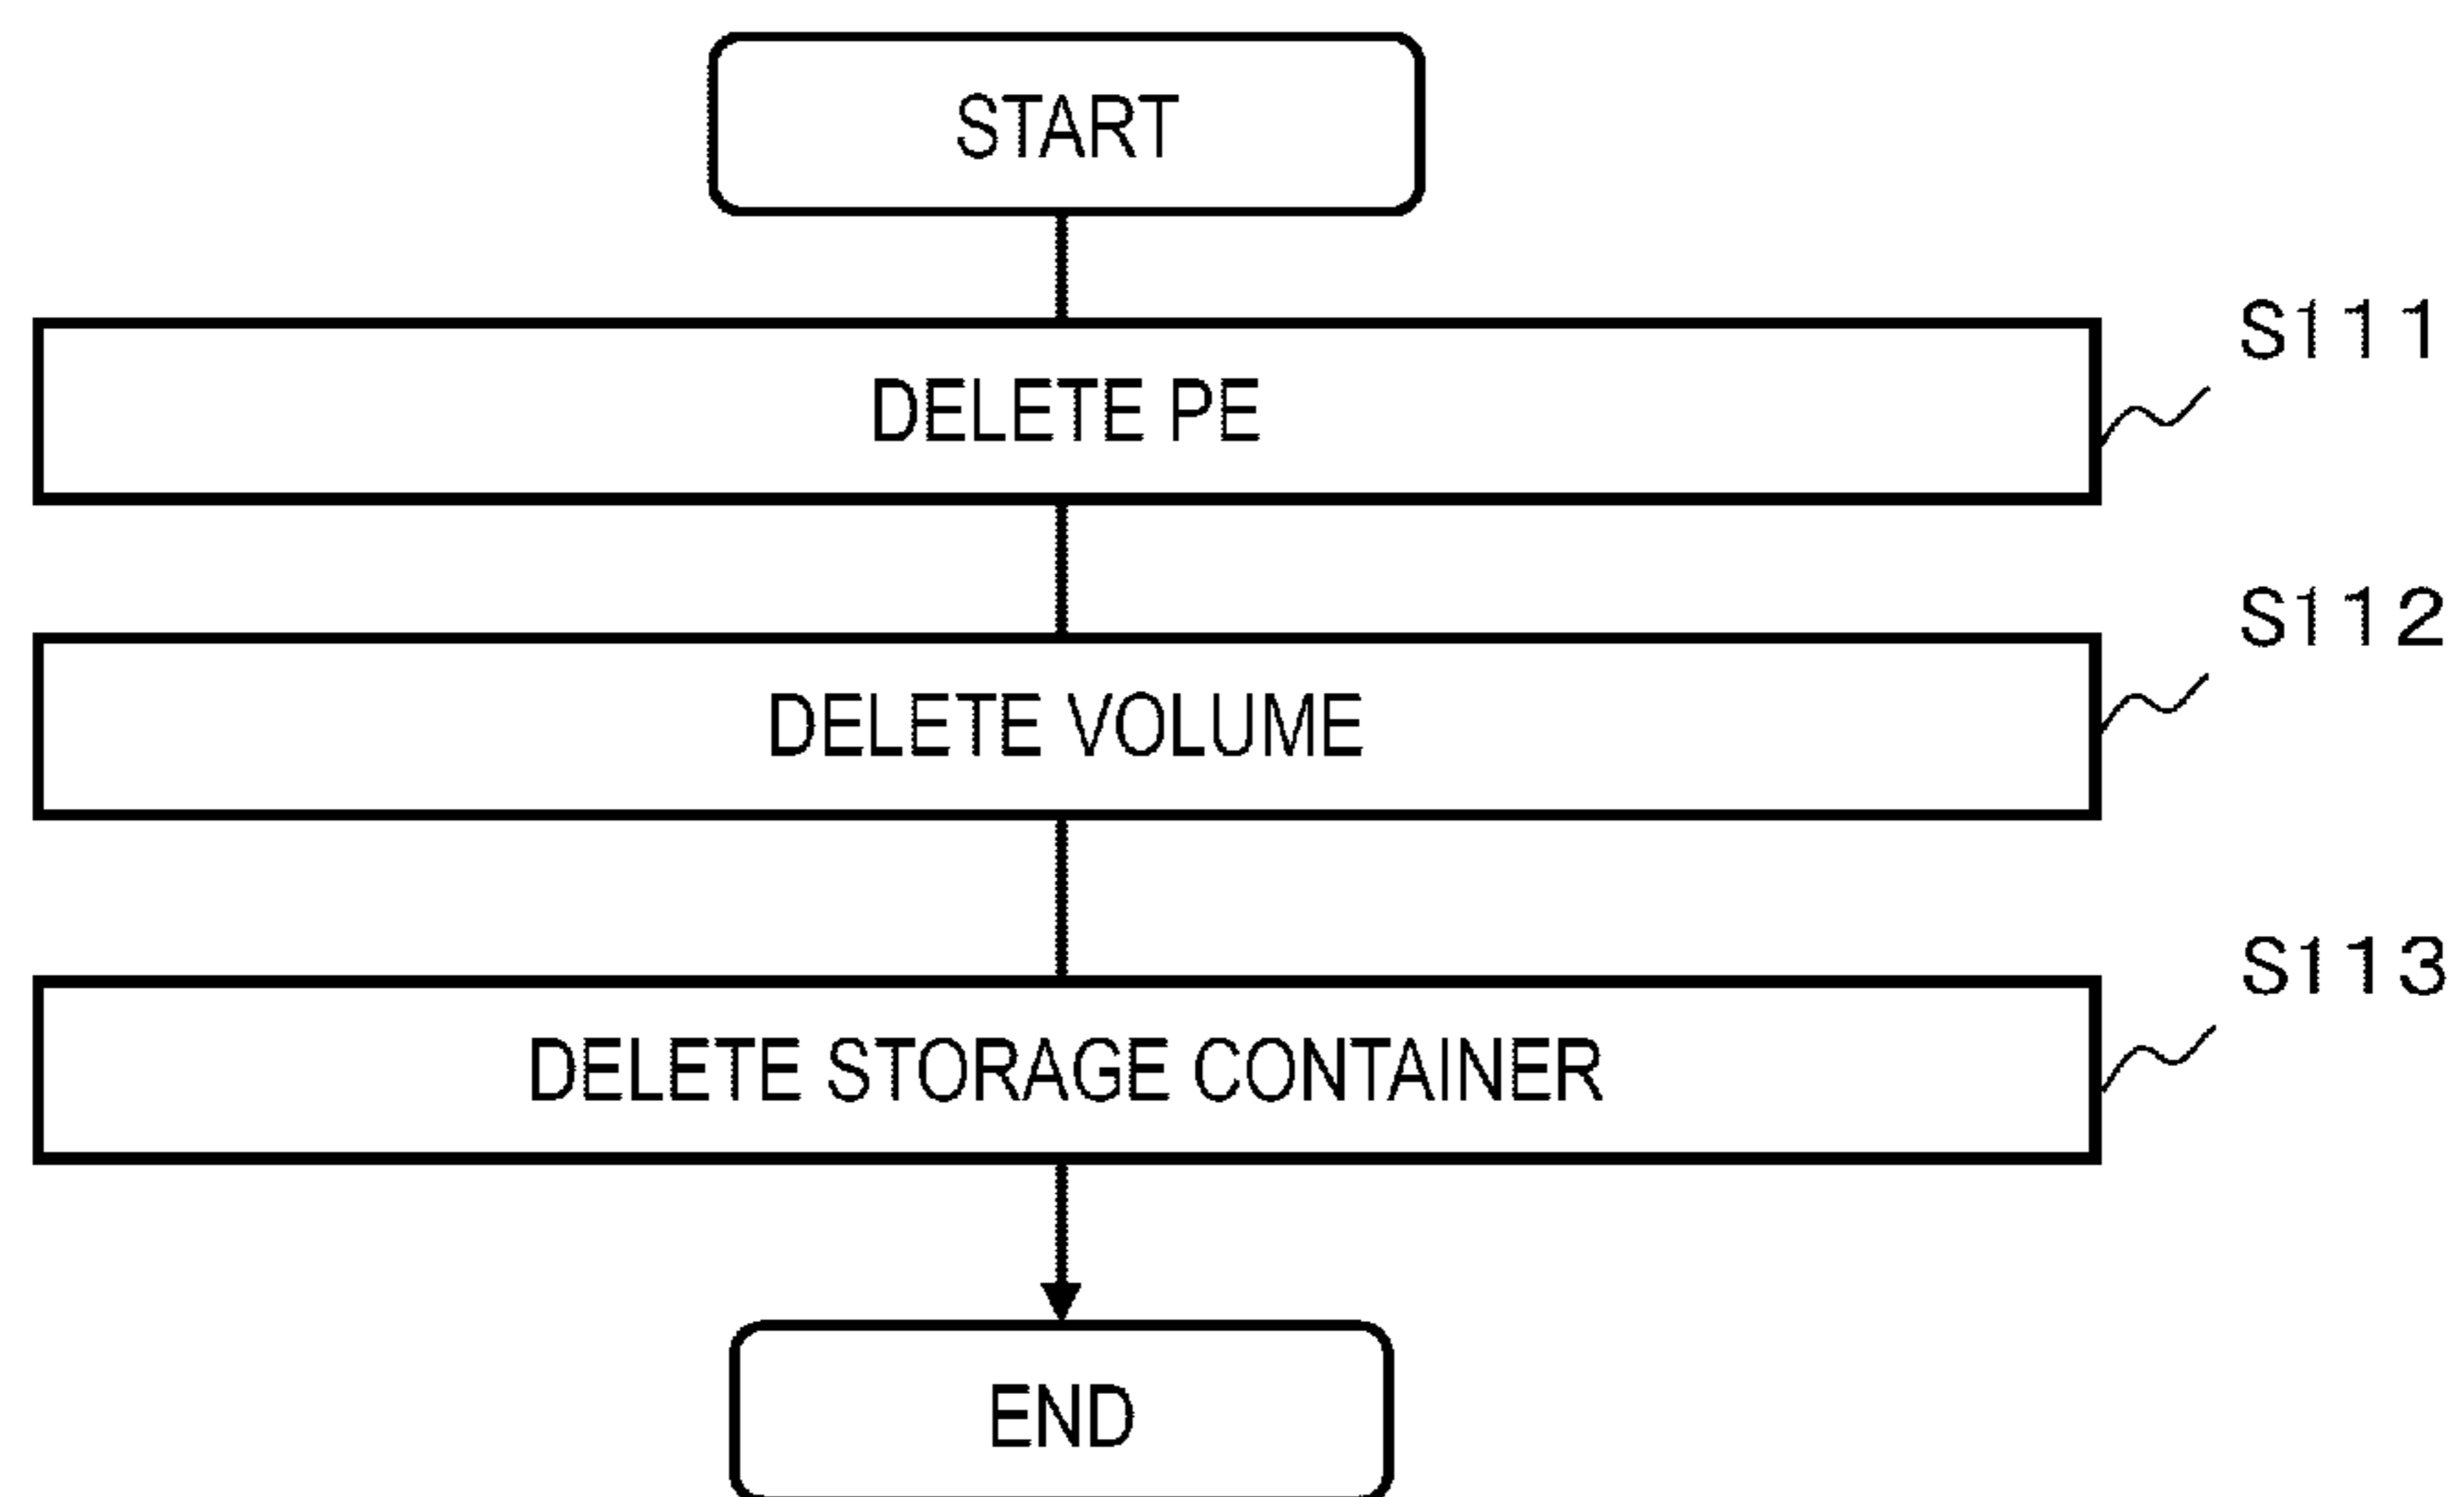 START
S111
DELETE PE
S112
DELETE VOLUME
S113
DELETE STORAGE CONTAINER
END